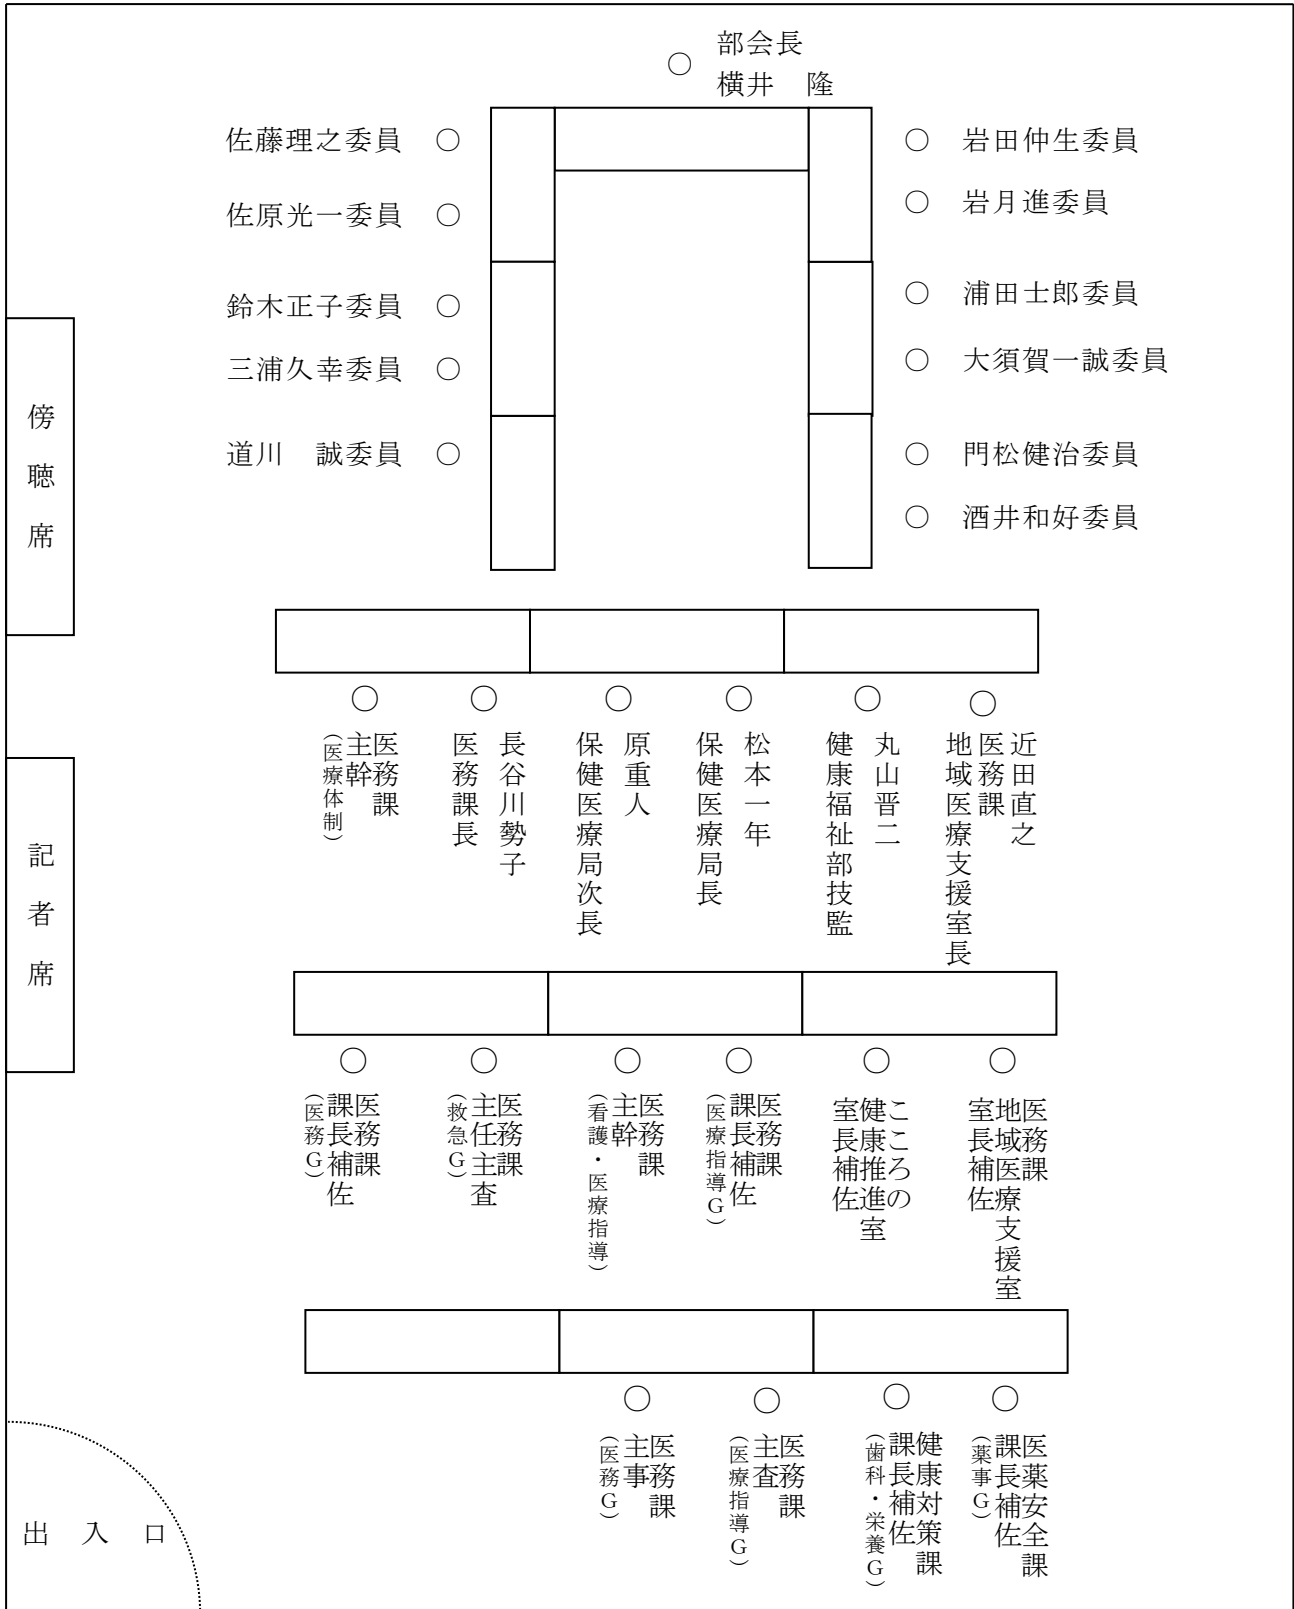 部会長
横井　隆
佐藤理之委員
佐原光一委員
鈴木正子委員
三浦久幸委員
道川　誠委員
岩田仲生委員
岩月進委員
浦田士郎委員
大須賀一誠委員
門松健治委員
酒井和好委員
傍聴席
記者席
近田直之
医務課
地域医療支援室長
丸山晋二
健康福祉部技監
松本一年
保健医療局長
原重人
保健医療局次長
長谷川勢子
医務課長
医務課
主幹
（医療体制）
医務課
地域医療支援室
室長補佐
こころの
健康推進室
室長補佐
医務課
課長補佐
（医療指導Ｇ）
医務課
主幹
（看護・医療指導）
医務課
主任主査
（救急Ｇ）
医務課
課長補佐
（医務Ｇ）
医薬安全課
課長補佐
（薬事Ｇ）
健康対策課
課長補佐
（歯科・栄養Ｇ）
医務課
主査
（医療指導Ｇ）
医務課
主事
（医務Ｇ）
出入口